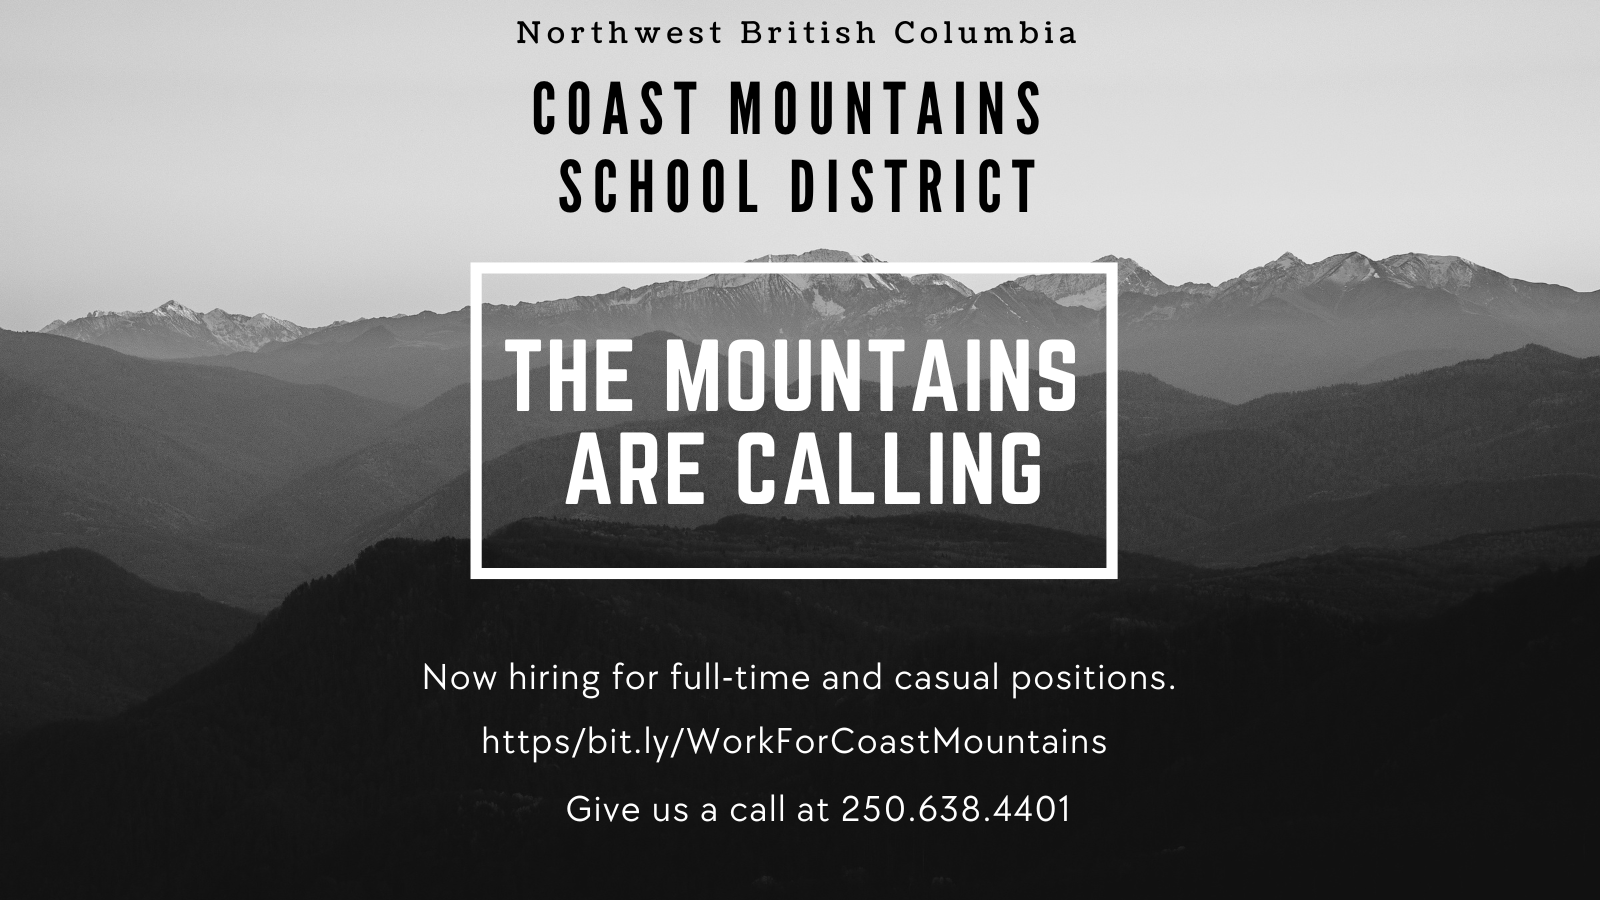 Northwest British Columbia
COAST MOUNTAINS
SCHOOL DISTRICT
THE MOUNTAINS
ARE CALLING
Now hiring for full-time and casual positions.
https/bit.ly/WorkForCoastMountains
Give us a call at 250.638.4401